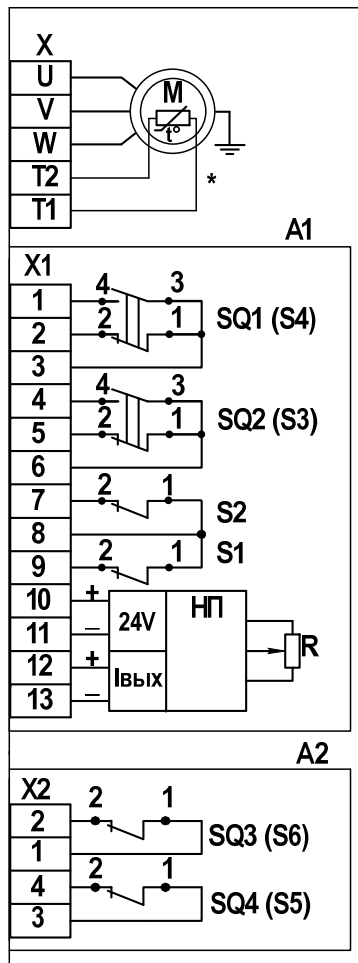 X
U
V
W
T2
T1
M
t°
*
A1
X1
1
2
3
4
5
6
7
8
9
10
11
12
13
4 3
2 1
SQ1 (S4)
4 3
2 1
SQ2 (S3)
2 1
S2
2 1
S1
+
–
+
–
24V
Iвых
НП
R
A2
X2
2
1
4
3
2 1
SQ3 (S6)
2 1
SQ4 (S5)